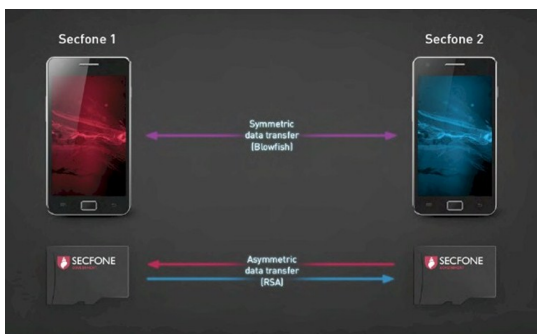 Secfone 1
Secfone 2
Symmetric
data transfer
(Blowfish)
SECFONE
Asymmetric
data transfer
(RSA)
SECFONE